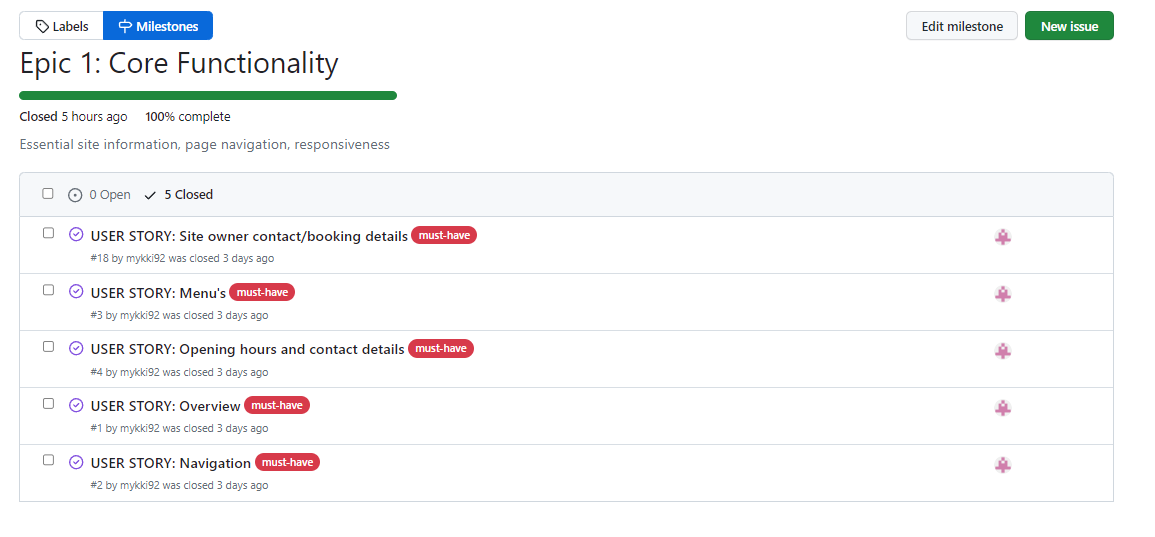 Labels Milestones Edit milestone New issue
Epic 1: Core Functionality
Closed 5 hours ago 100% complete
Essential site information, page navigation, responsiveness
0 Open 5 Closed
USER STORY: Site owner contact/booking details must-have
#18 by mykki92 was closed 3 days ago
USER STORY: Menu's must-have
#3 by mykki92 was closed 3 days ago
USER STORY: Opening hours and contact details must-have
#4 by mykki92 was closed 3 days ago
USER STORY: Overview must-have
#1 by mykki92 was closed 3 days ago
USER STORY: Navigation must-have
#2 by mykki92 was closed 3 days ago